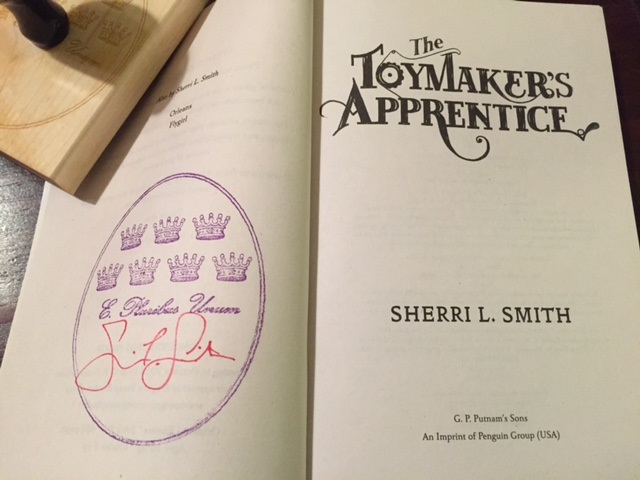 Also by Sherri L. Smith
Orleans
Flygirl
E. Pluribus Unum
The
TOYMAKER'S
APPRENTICE
SHERRI L. SMITH
G. P. Putnam's Sons
An Imprint of Penguin Group (USA)